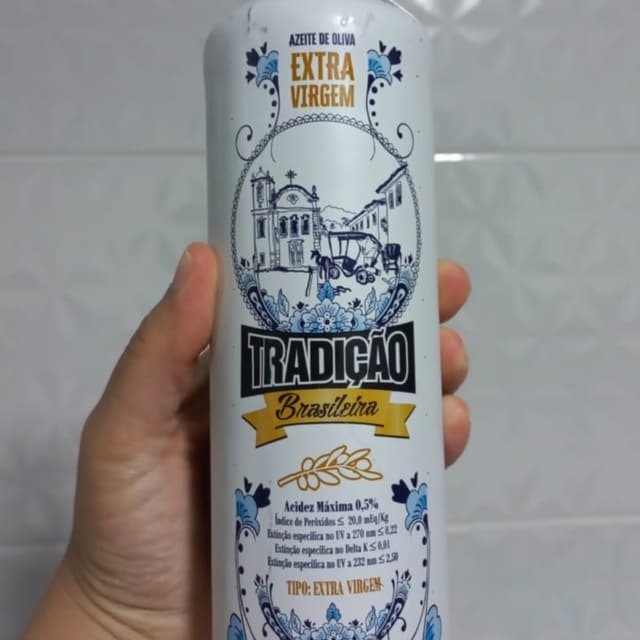 AZEITE DE OLIVA
EXTRA
VIRGEM
TRADIÇÃO
Brasileira
Acidez Máxima 0,5%
Índice de Peróxidos ≤ 20,0 mEq/Kg
Extinção específica no UV a 270 nm ≤ 0,22
Extinção específica no Delta K ≤ 0,01
Extinção específica no UV a 232 nm ≤ 2,50
TIPO: EXTRA VIRGEM